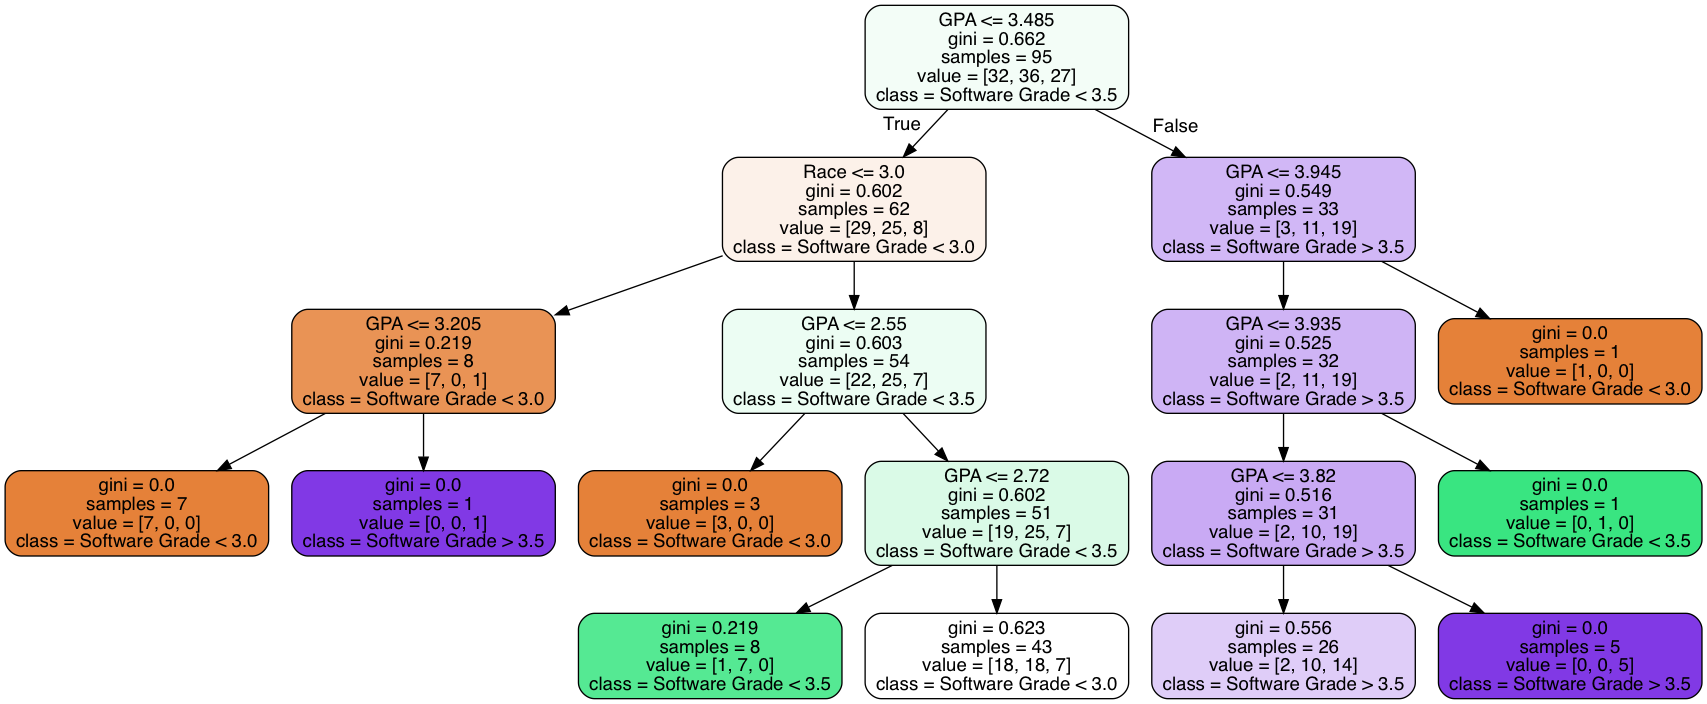 GPA <= 3.485
gini = 0.662
samples = 95
value = [32, 36, 27]
class = Software Grade < 3.5
True
False
Race <= 3.0
gini = 0.602
samples = 62
value = [29, 25, 8]
class = Software Grade < 3.0
GPA <= 3.945
gini = 0.549
samples = 33
value = [3, 11, 19]
class = Software Grade > 3.5
GPA <= 3.205
gini = 0.219
samples = 8
value = [7, 0, 1]
class = Software Grade < 3.0
GPA <= 2.55
gini = 0.603
samples = 54
value = [22, 25, 7]
class = Software Grade < 3.5
GPA <= 3.935
gini = 0.525
samples = 32
value = [2, 11, 19]
class = Software Grade > 3.5
gini = 0.0
samples = 1
value = [1, 0, 0]
class = Software Grade < 3.0
gini = 0.0
samples = 7
value = [7, 0, 0]
class = Software Grade < 3.0
gini = 0.0
samples = 1
value = [0, 0, 1]
class = Software Grade > 3.5
gini = 0.0
samples = 3
value = [3, 0, 0]
class = Software Grade < 3.0
GPA <= 2.72
gini = 0.602
samples = 51
value = [19, 25, 7]
class = Software Grade < 3.5
GPA <= 3.82
gini = 0.516
samples = 31
value = [2, 10, 19]
class = Software Grade > 3.5
gini = 0.0
samples = 1
value = [0, 1, 0]
class = Software Grade < 3.5
gini = 0.219
samples = 8
value = [1, 7, 0]
class = Software Grade < 3.5
gini = 0.623
samples = 43
value = [18, 18, 7]
class = Software Grade < 3.0
gini = 0.556
samples = 26
value = [2, 10, 14]
class = Software Grade > 3.5
gini = 0.0
samples = 5
value = [0, 0, 5]
class = Software Grade > 3.5